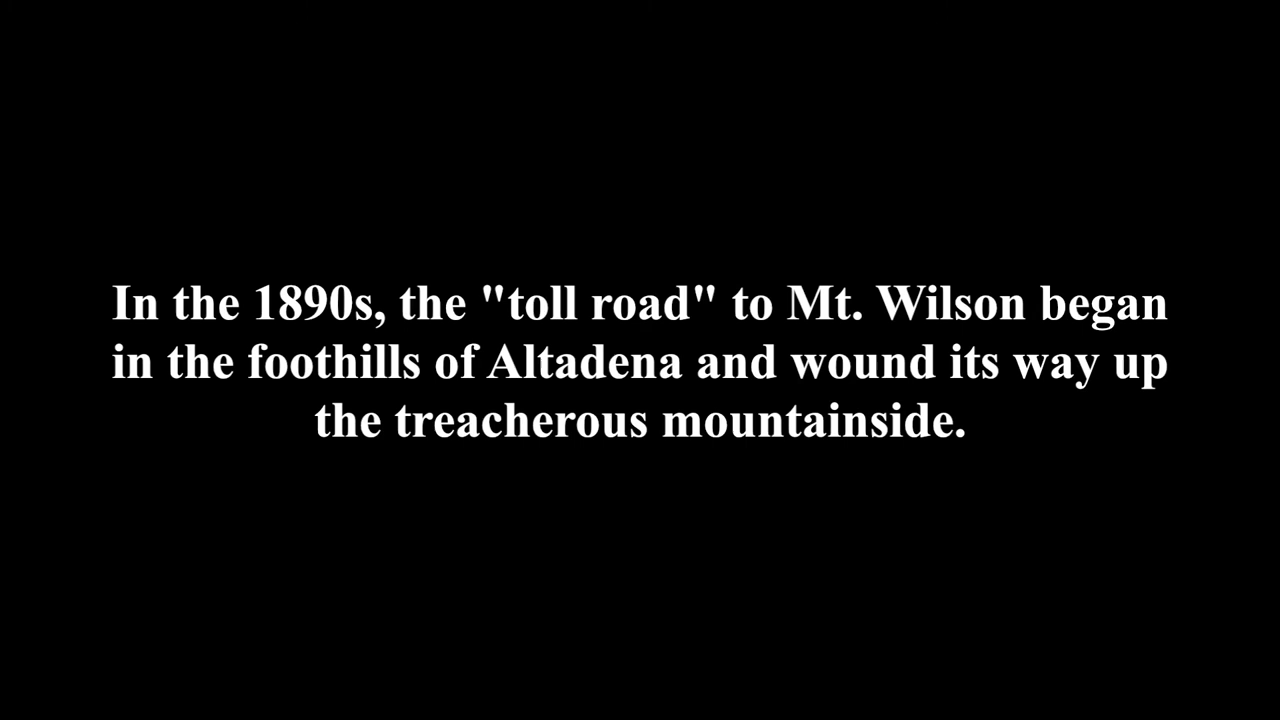 In the 1890s, the "toll road" to Mt. Wilson began
in the foothills of Altadena and wound its way up
the treacherous mountainside.